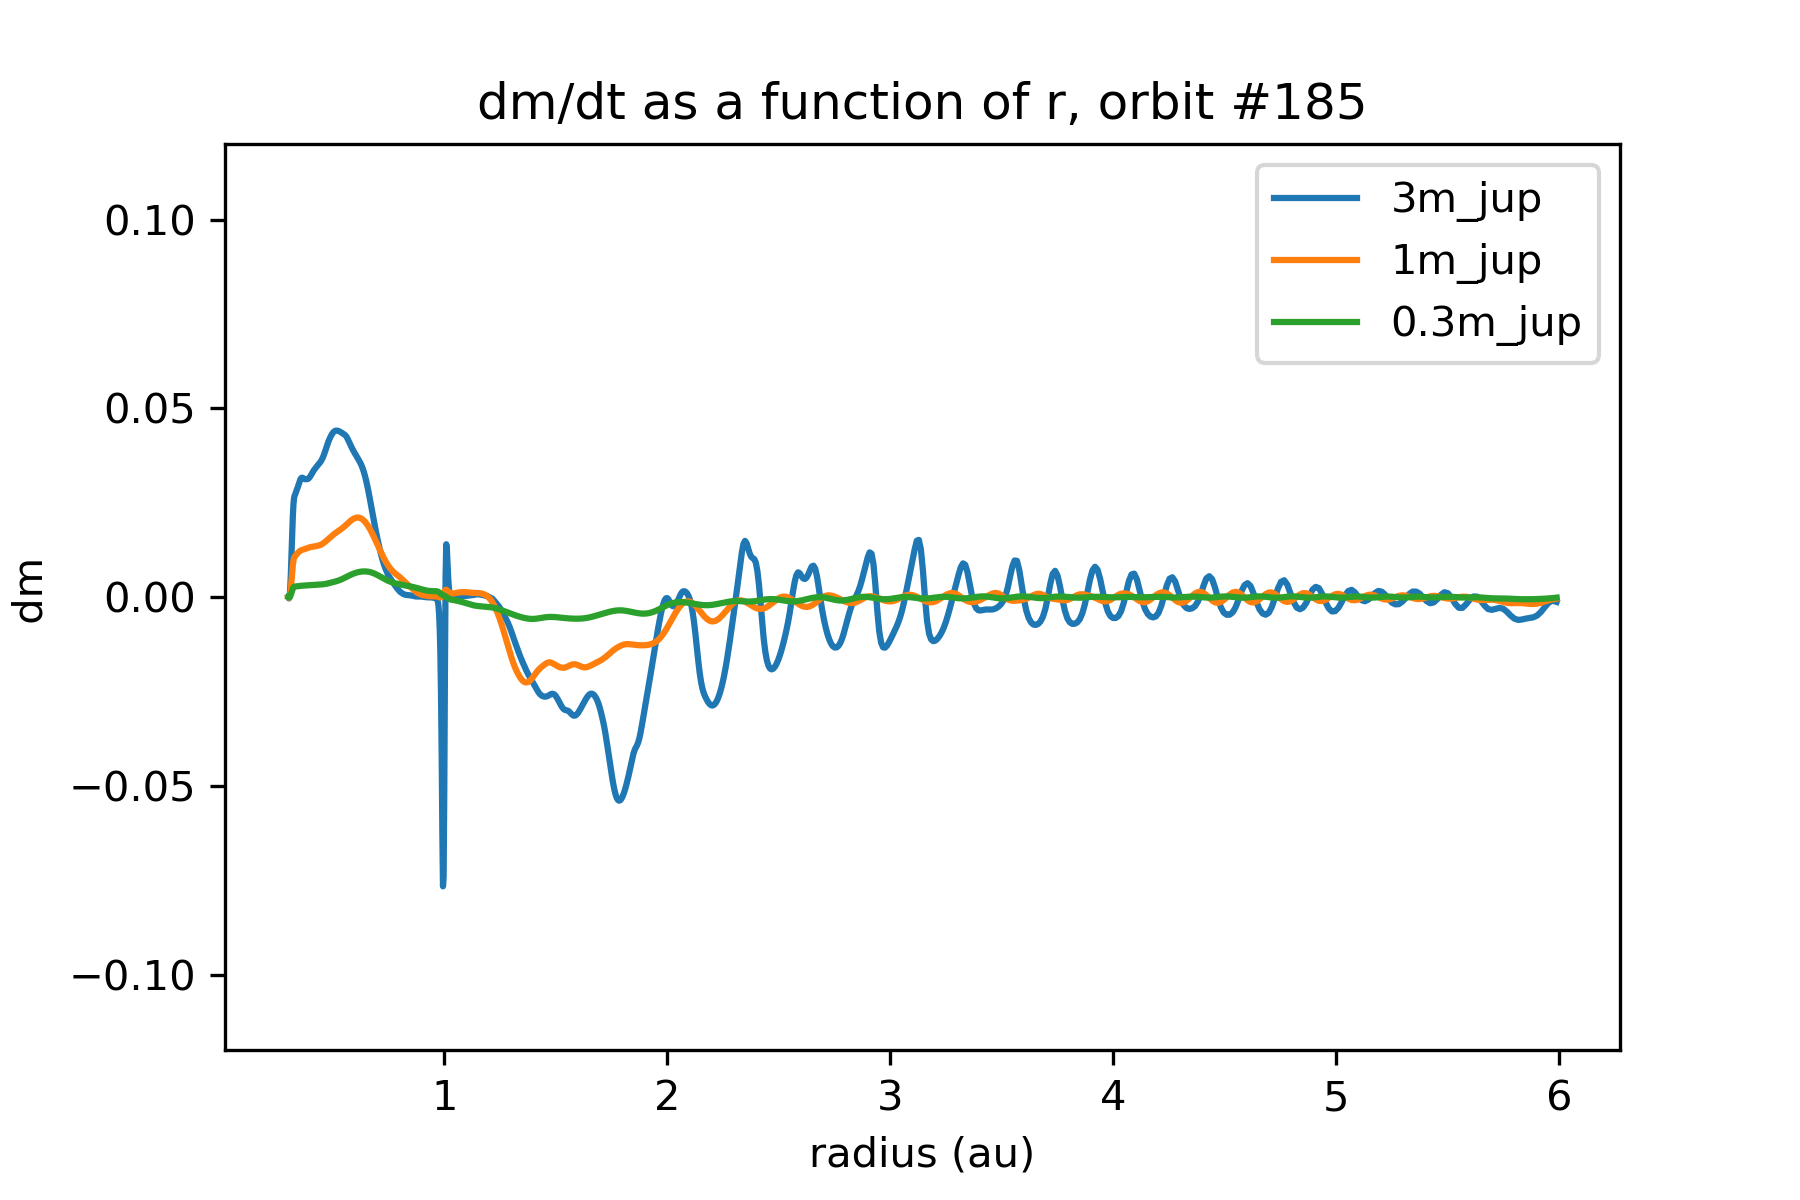 dm/dt as a function of r, orbit #185
3m_jup
1m_jup
0.3m_jup
0.10
0.05
0.00
−0.05
−0.10
dm
1 2 3 4 5 6
radius (au)